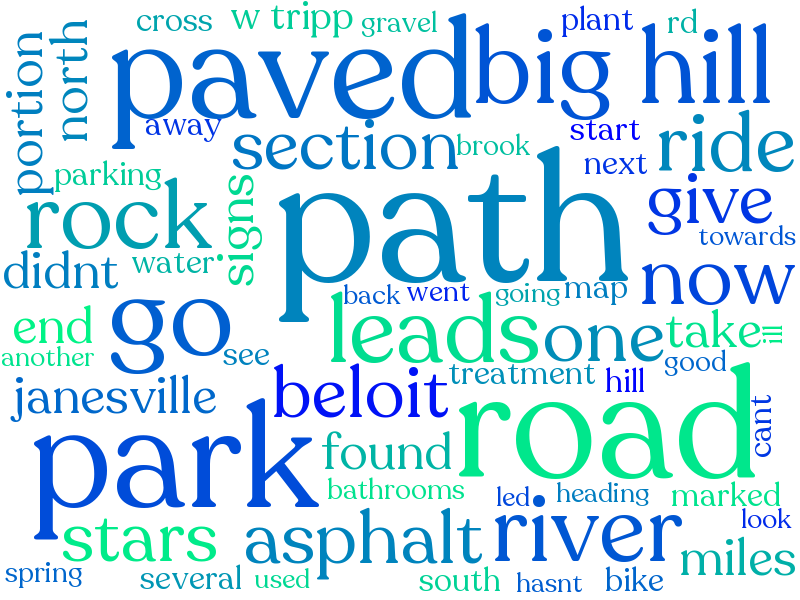 cross
w tripp
gravel
plant
rd
portion
north
paved
big hill
away
section
brook
start
next
ride
parking
rock
signs
path
give
towards
didnt
water
now
back
went
going
map
go
end
another
see
leads
one
take
ill
good
janesville
beloit
treatment
hill
park
found
road
cant
bathrooms
led
heading
marked
look
stars
asphalt
river
miles
spring
several
used
south
hasnt
bike